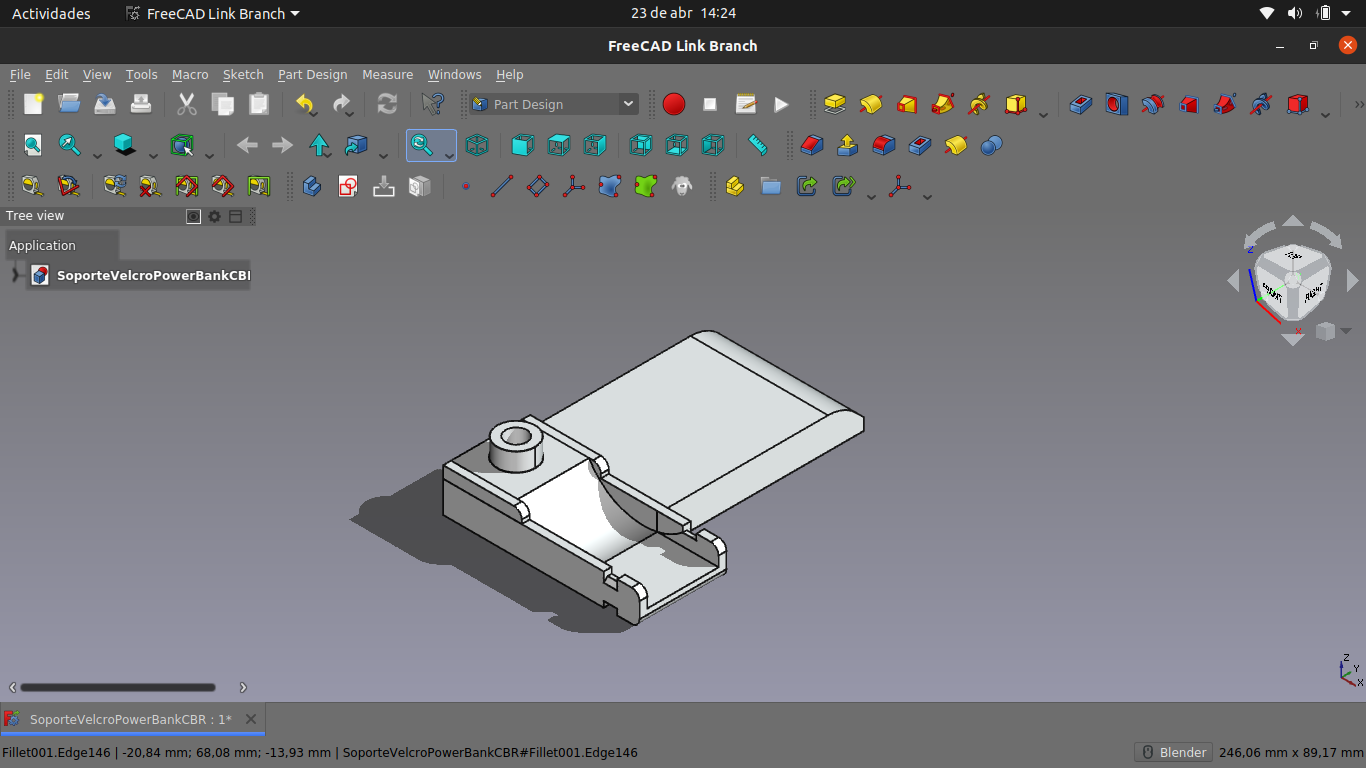 Actividades FreeCAD Link Branch 23 de abr 14:24
FreeCAD Link Branch
File Edit View Tools Macro Sketch Part Design Measure Windows Help
Part Design
Tree view
Application
SoporteVelcroPowerBankCBI
Z
FRONT RIGHT
X
Z
Y
X
SoporteVelcroPowerBankCBR : 1*
Fillet001.Edge146 | -20,84 mm; 68,08 mm; -13,93 mm | SoporteVelcroPowerBankCBR#Fillet001.Edge146 Blender 246,06 mm x 89,17 mm